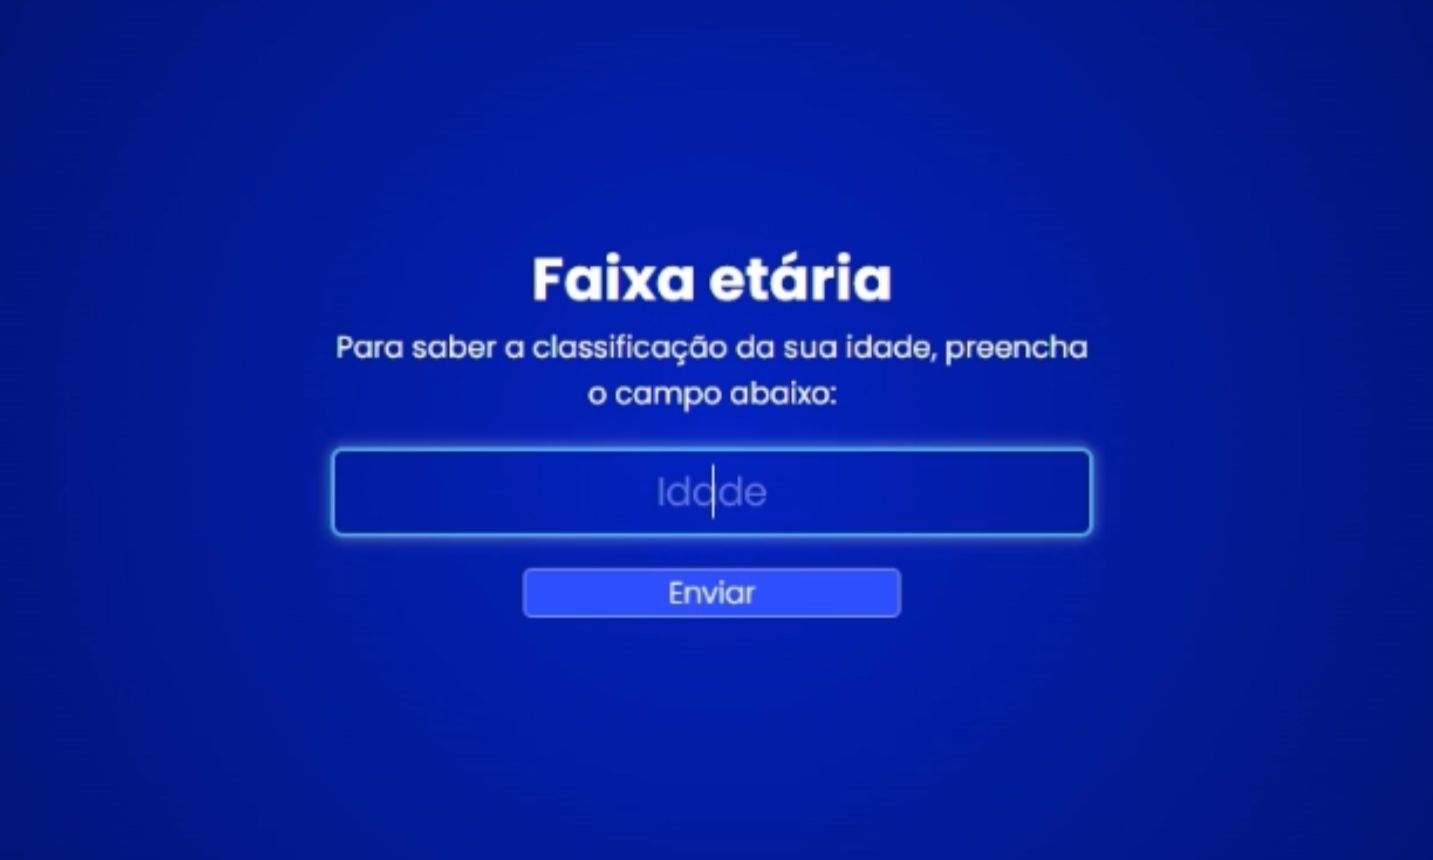 Faixa etária
Para saber a classificação da sua idade, preencha
o campo abaixo:
Idade
Enviar